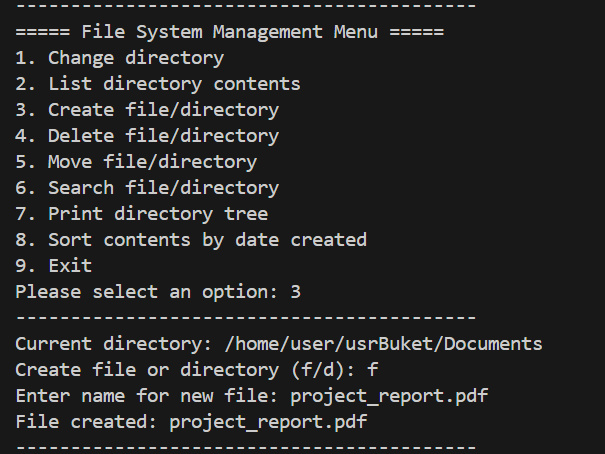 ------------------------------------------
===== File System Management Menu =====
1. Change directory
2. List directory contents
3. Create file/directory
4. Delete file/directory
5. Move file/directory
6. Search file/directory
7. Print directory tree
8. Sort contents by date created
9. Exit
Please select an option: 3
------------------------------------------
Current directory: /home/user/usrBuket/Documents
Create file or directory (f/d): f
Enter name for new file: project_report.pdf
File created: project_report.pdf
------------------------------------------